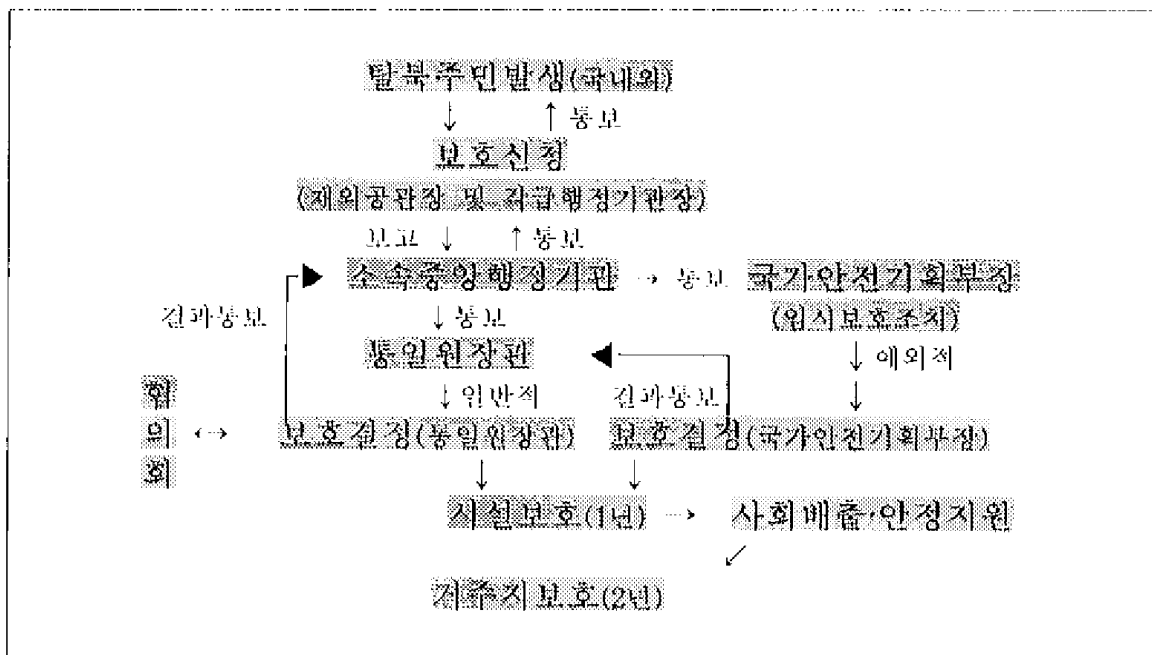 탈북주민발생(국내외)
↓ ↑ 통보
보호신청
(재외공관장 및 각급행정기관장)
보고 ↓ ↑ 통보
소속중앙행정기관 → 통보 국가안전기획부장
결과통보 ↓ 통보 (임시보호조치)
통일원장관 ↓ 예외적
협의회 ↓ 일반적 결과통보 ↓
↔ 보호결정(통일원장관) 보호결정(국가안전기획부장)
↓ ↓
시설보호(1년) → 사회배출·안정지원
↙
거주지보호(2년)